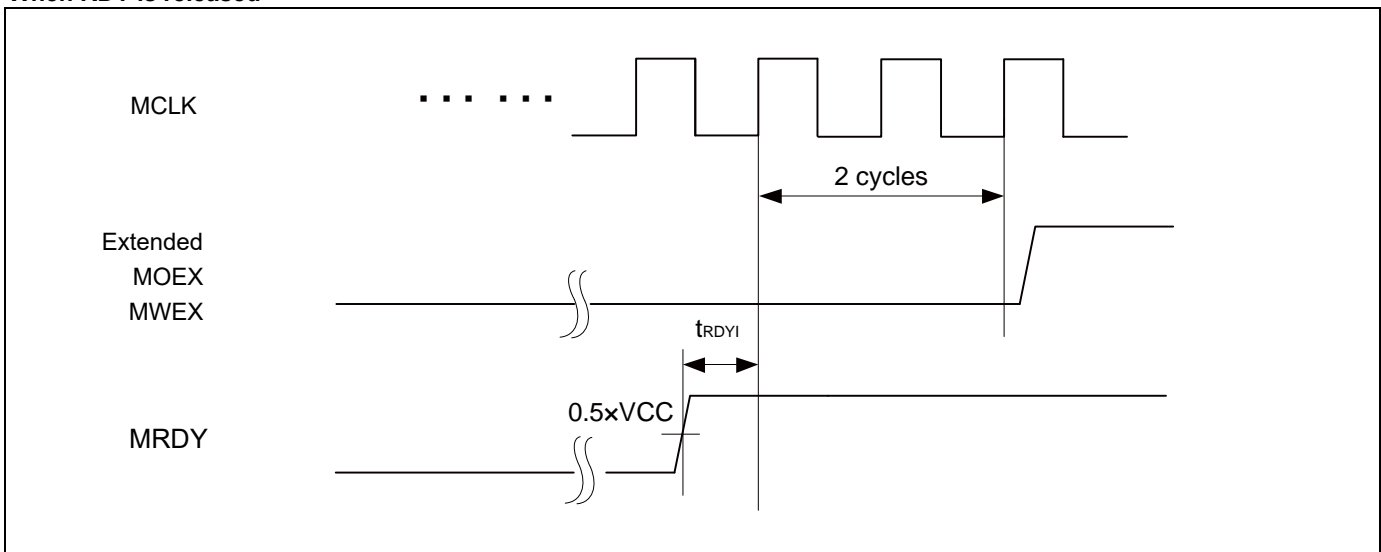 MCLK
... ...
2 cycles
Extended
MOEX
MWEX
tRDYI
0.5×VCC
MRDY